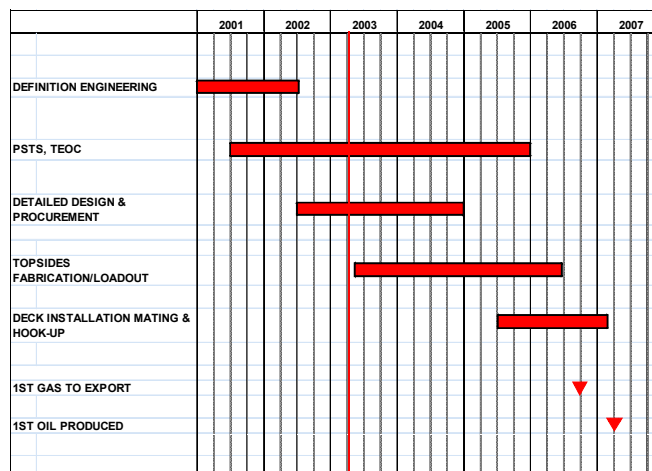 2001 2002 2003 2004 2005 2006 2007
DEFINITION ENGINEERING
PSTS, TEOC
DETAILED DESIGN &
PROCUREMENT
TOPSIDES
FABRICATION/LOADOUT
DECK INSTALLATION MATING &
HOOK-UP
1ST GAS TO EXPORT
1ST OIL PRODUCED